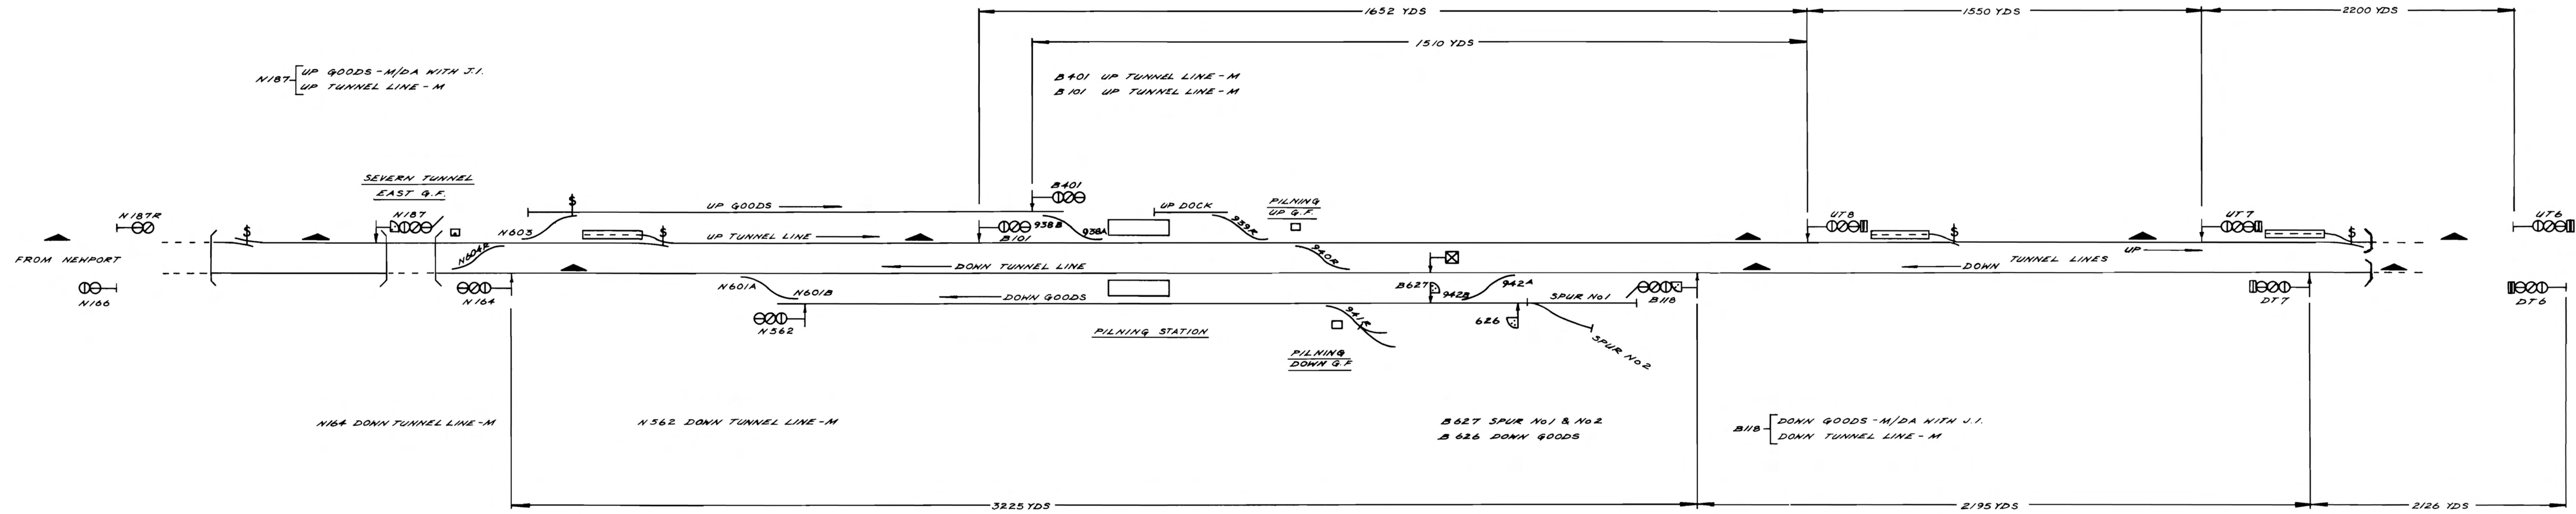 1652 YDS
1550 YDS
2200 YDS
1510 YDS
N187
UP GOODS - M/DA WITH J.I.
UP TUNNEL LINE - M
B401 UP TUNNEL LINE - M
B101 UP TUNNEL LINE - M
SEVERN TUNNEL
EAST G.F.
N187R
N187
$
FROM NEWPORT
N166
N604R
N603
$
UP GOODS
$
UP TUNNEL LINE
B401
B101
938B
938A
UP DOCK
939R
PILNING
UP G.F.
940R
UT8
$
UT7
$
UT6
UP
TUNNEL LINES
DOWN
DOWN TUNNEL LINE
N164
N601A
N601B
DOWN GOODS
N562
PILNING STATION
941R
PILNING
DOWN G.F
B627
942B
942A
626
SPUR No1
SPUR No2
B118
DT7
DT6
N164 DOWN TUNNEL LINE-M
N562 DOWN TUNNEL LINE-M
B627 SPUR No1 & No2
B626 DOWN GOODS
B118
DOWN GOODS - M/DA WITH J.I.
DOWN TUNNEL LINE - M
3225 YDS
2195 YDS
2126 YDS